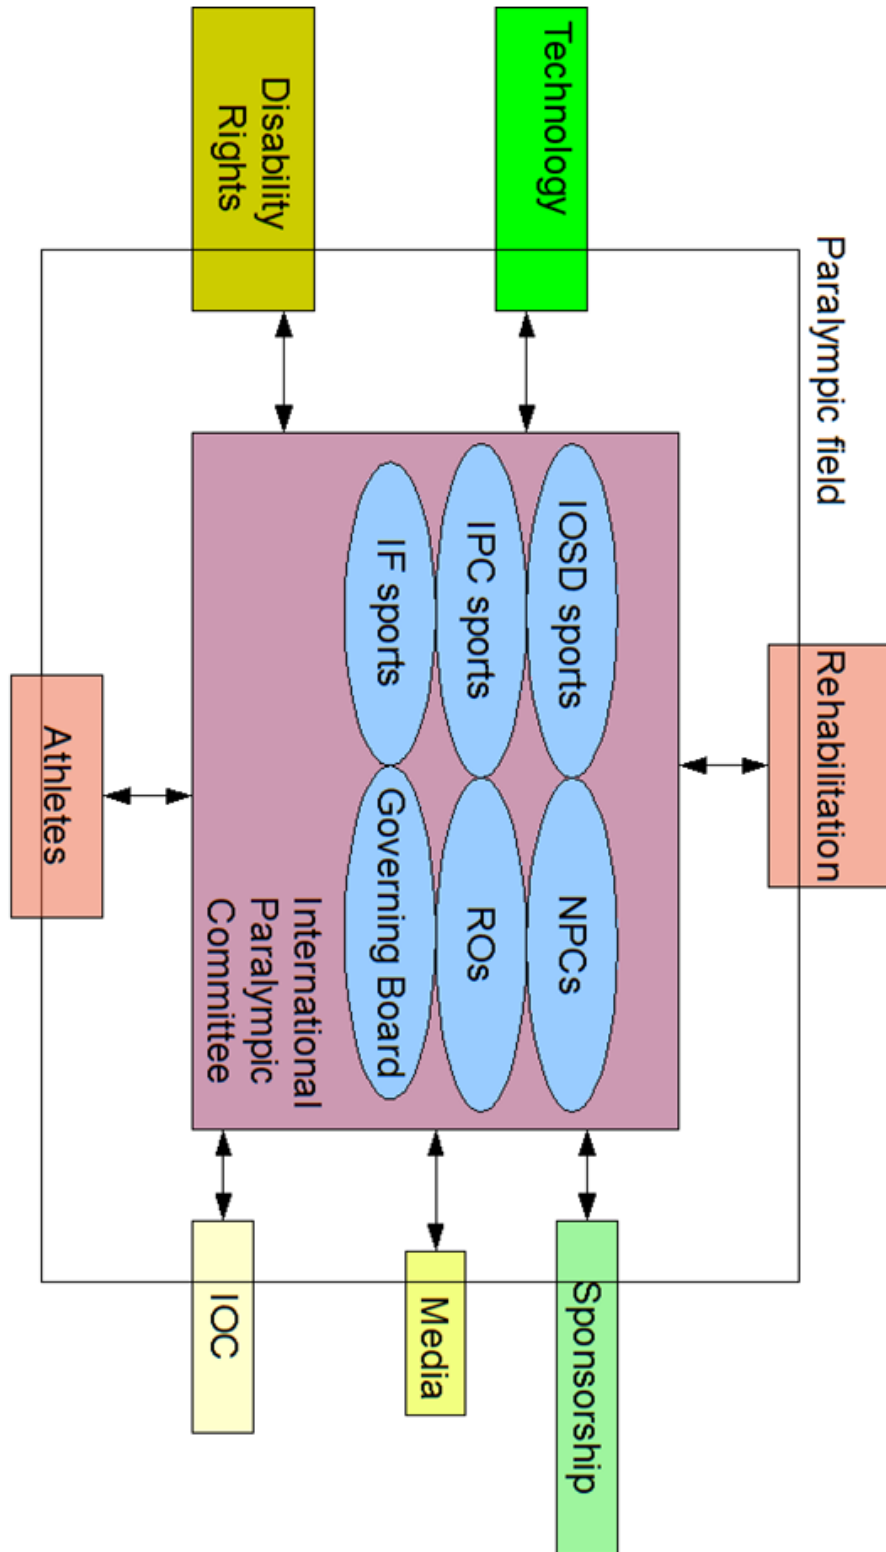 Paralympic field
Rehabilitation
Technology
IOSD sports
NPCs
Sponsorship
IPC sports
ROs
Media
IF sports
Governing Board
Disability
Rights
International
Paralympic
Committee
IOC
Athletes